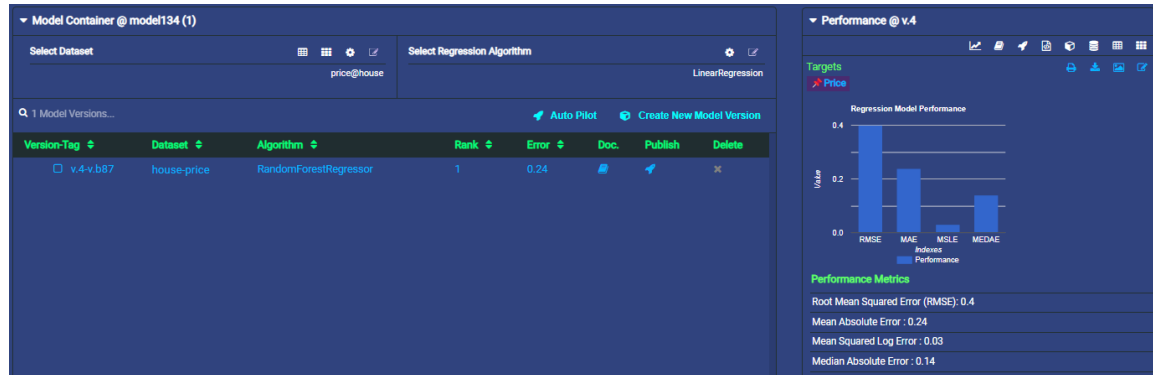 Model Container @ model134 (1)
Select Dataset
price@house
Select Regression Algorithm
LinearRegression
1 Model Versions...
Auto Pilot
Create New Model Version
Version-Tag Dataset Algorithm Rank Error Doc. Publish Delete
v.4-v.b87 house-price RandomForestRegressor 1 0.24
Performance @ v.4
Targets
Price
Regression Model Performance
0.4
0.2
0.0
Value
RMSE MAE MSLE MEDAE
Indexes
Performance
Performance Metrics
Root Mean Squared Error (RMSE): 0.4
Mean Absolute Error : 0.24
Mean Squared Log Error : 0.03
Median Absolute Error : 0.14